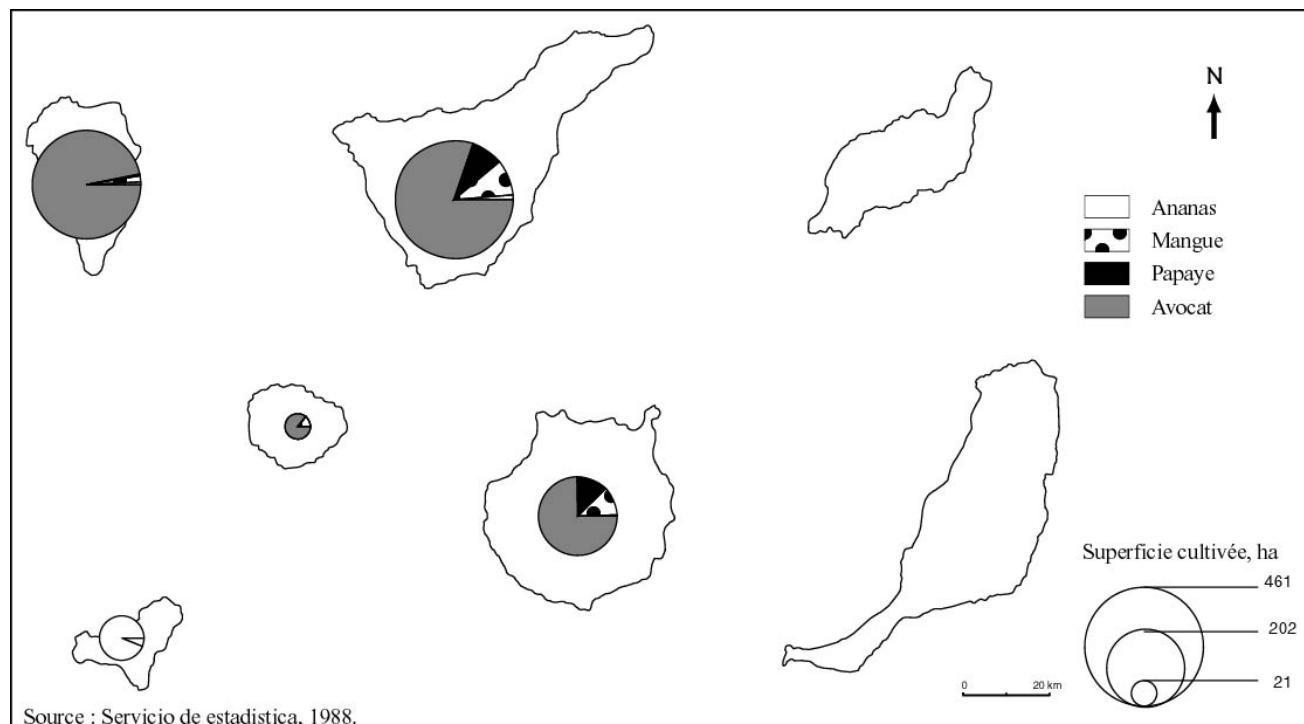 N
Ananas
Mangue
Papaye
Avocat
Superficie cultivée, ha
461
202
21
0 20 km
Source : Servicio de estadistica, 1988.